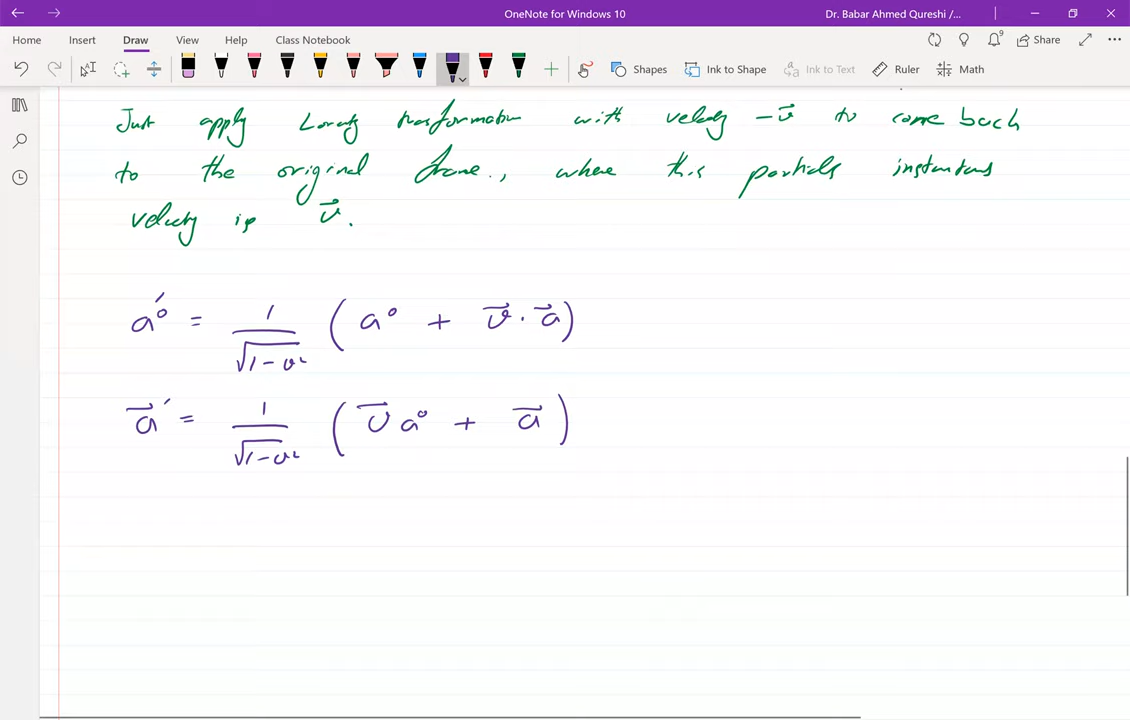 OneNote for Windows 10
Dr. Babar Ahmed Qureshi /...
Home Insert Draw View Help Class Notebook
Share
Shapes Ink to Shape Ink to Text Ruler Math
Just apply Lorentz transformation with velocity -v⃗ to come back
to the original frame., where this particle instantaneous
velocity is v⃗.
a'⁰ = 1/√(1-v²) (a⁰ + v⃗·a⃗)
a⃗' = 1/√(1-v²) (v⃗a⁰ + a⃗)